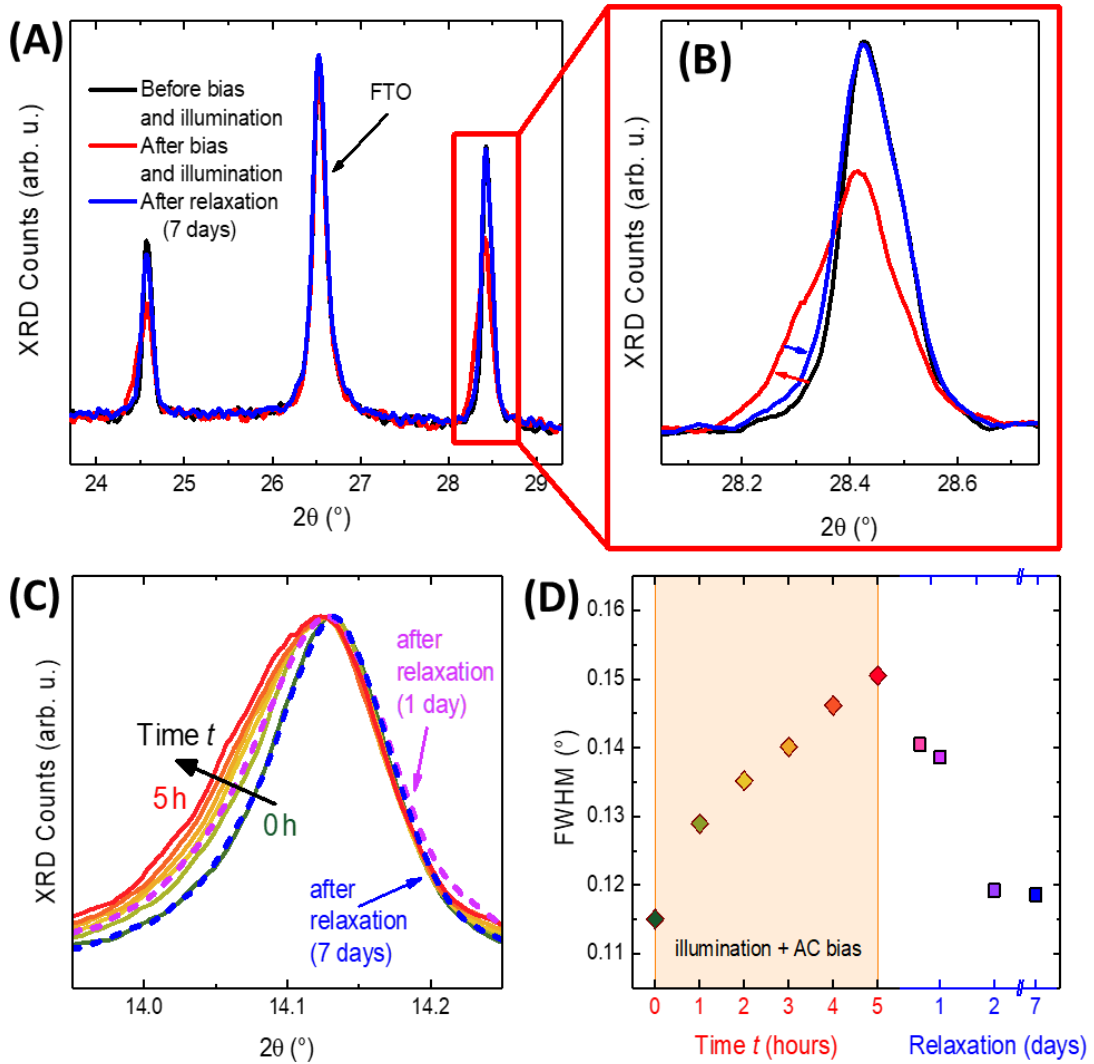 (A)
XRD Counts (arb. u.)
Before bias
and illumination
After bias
and illumination
After relaxation
(7 days)
FTO
24 25 26 27 28 29
2θ (°)
(B)
XRD Counts (arb. u.)
28.2 28.4 28.6
2θ (°)
(C)
XRD Counts (arb. u.)
Time t
5h
0h
after
relaxation
(1 day)
after
relaxation
(7 days)
14.0 14.1 14.2
2θ (°)
(D)
FWHM (°)
0.16
0.15
0.14
0.13
0.12
0.11
illumination + AC bias
0 1 2 3 4 5 1 2 7
Time t (hours) Relaxation (days)